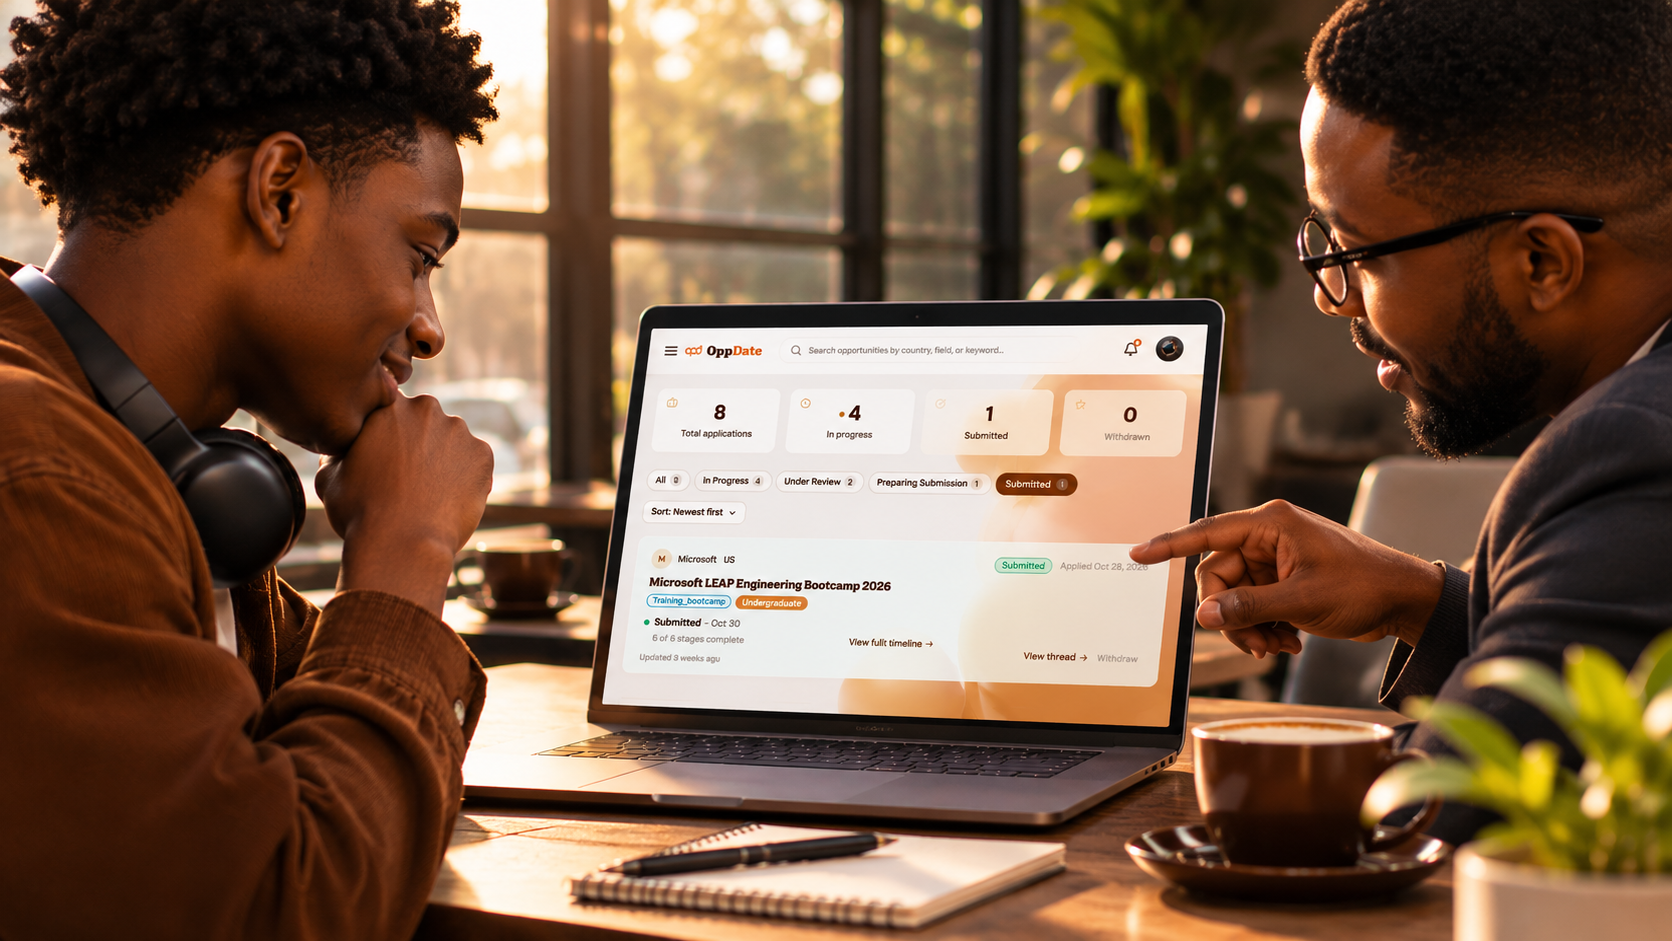 OppDate
Search opportunities by country, field, or keyword..
8
Total applications
4
In progress
1
Submitted
0
Withdrawn
All
In Progress 4
Under Review 2
Preparing Submission 1
Submitted
Sort: Newest first
M Microsoft US
Submitted Applied Oct 28, 2026
Microsoft LEAP Engineering Bootcamp 2026
Training_bootcamp Undergraduate
Submitted – Oct 30
6 of 6 stages complete
View fullt timeline →
Updated 3 weeks ago
View thread → Withdraw